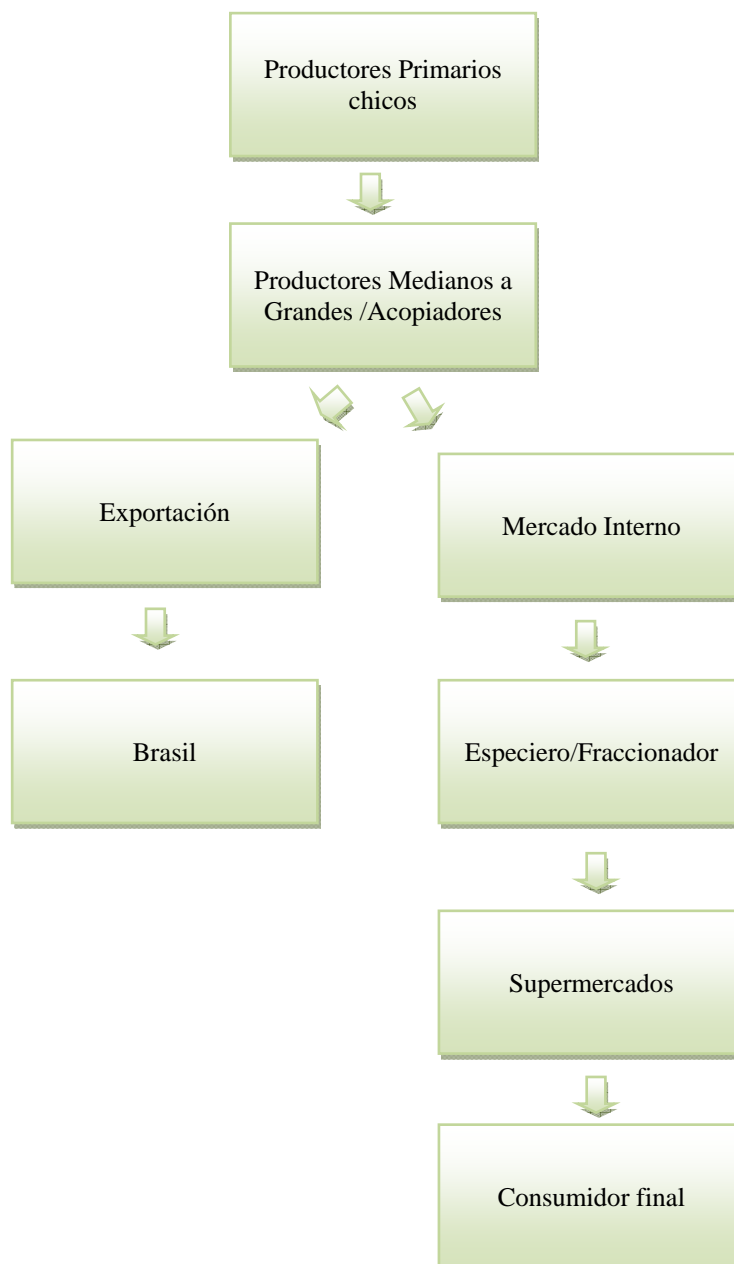 Productores Primarios
chicos
Productores Medianos a
Grandes /Acopiadores
Exportación
Mercado Interno
Brasil
Especiero/Fraccionador
Supermercados
Consumidor final